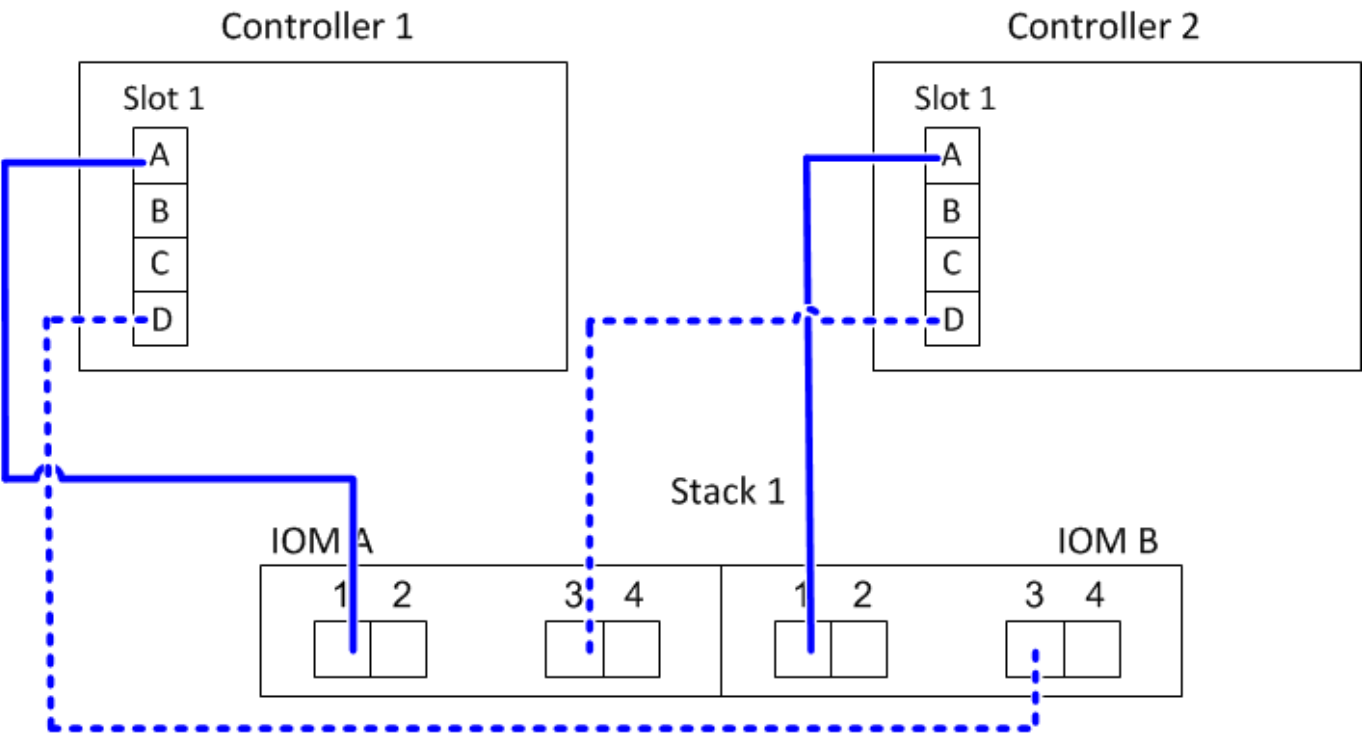 Controller 1
Controller 2
Slot 1
A
B
C
D
Slot 1
A
B
C
D
Stack 1
IOM A
IOM B
1 2 3 4 1 2 3 4